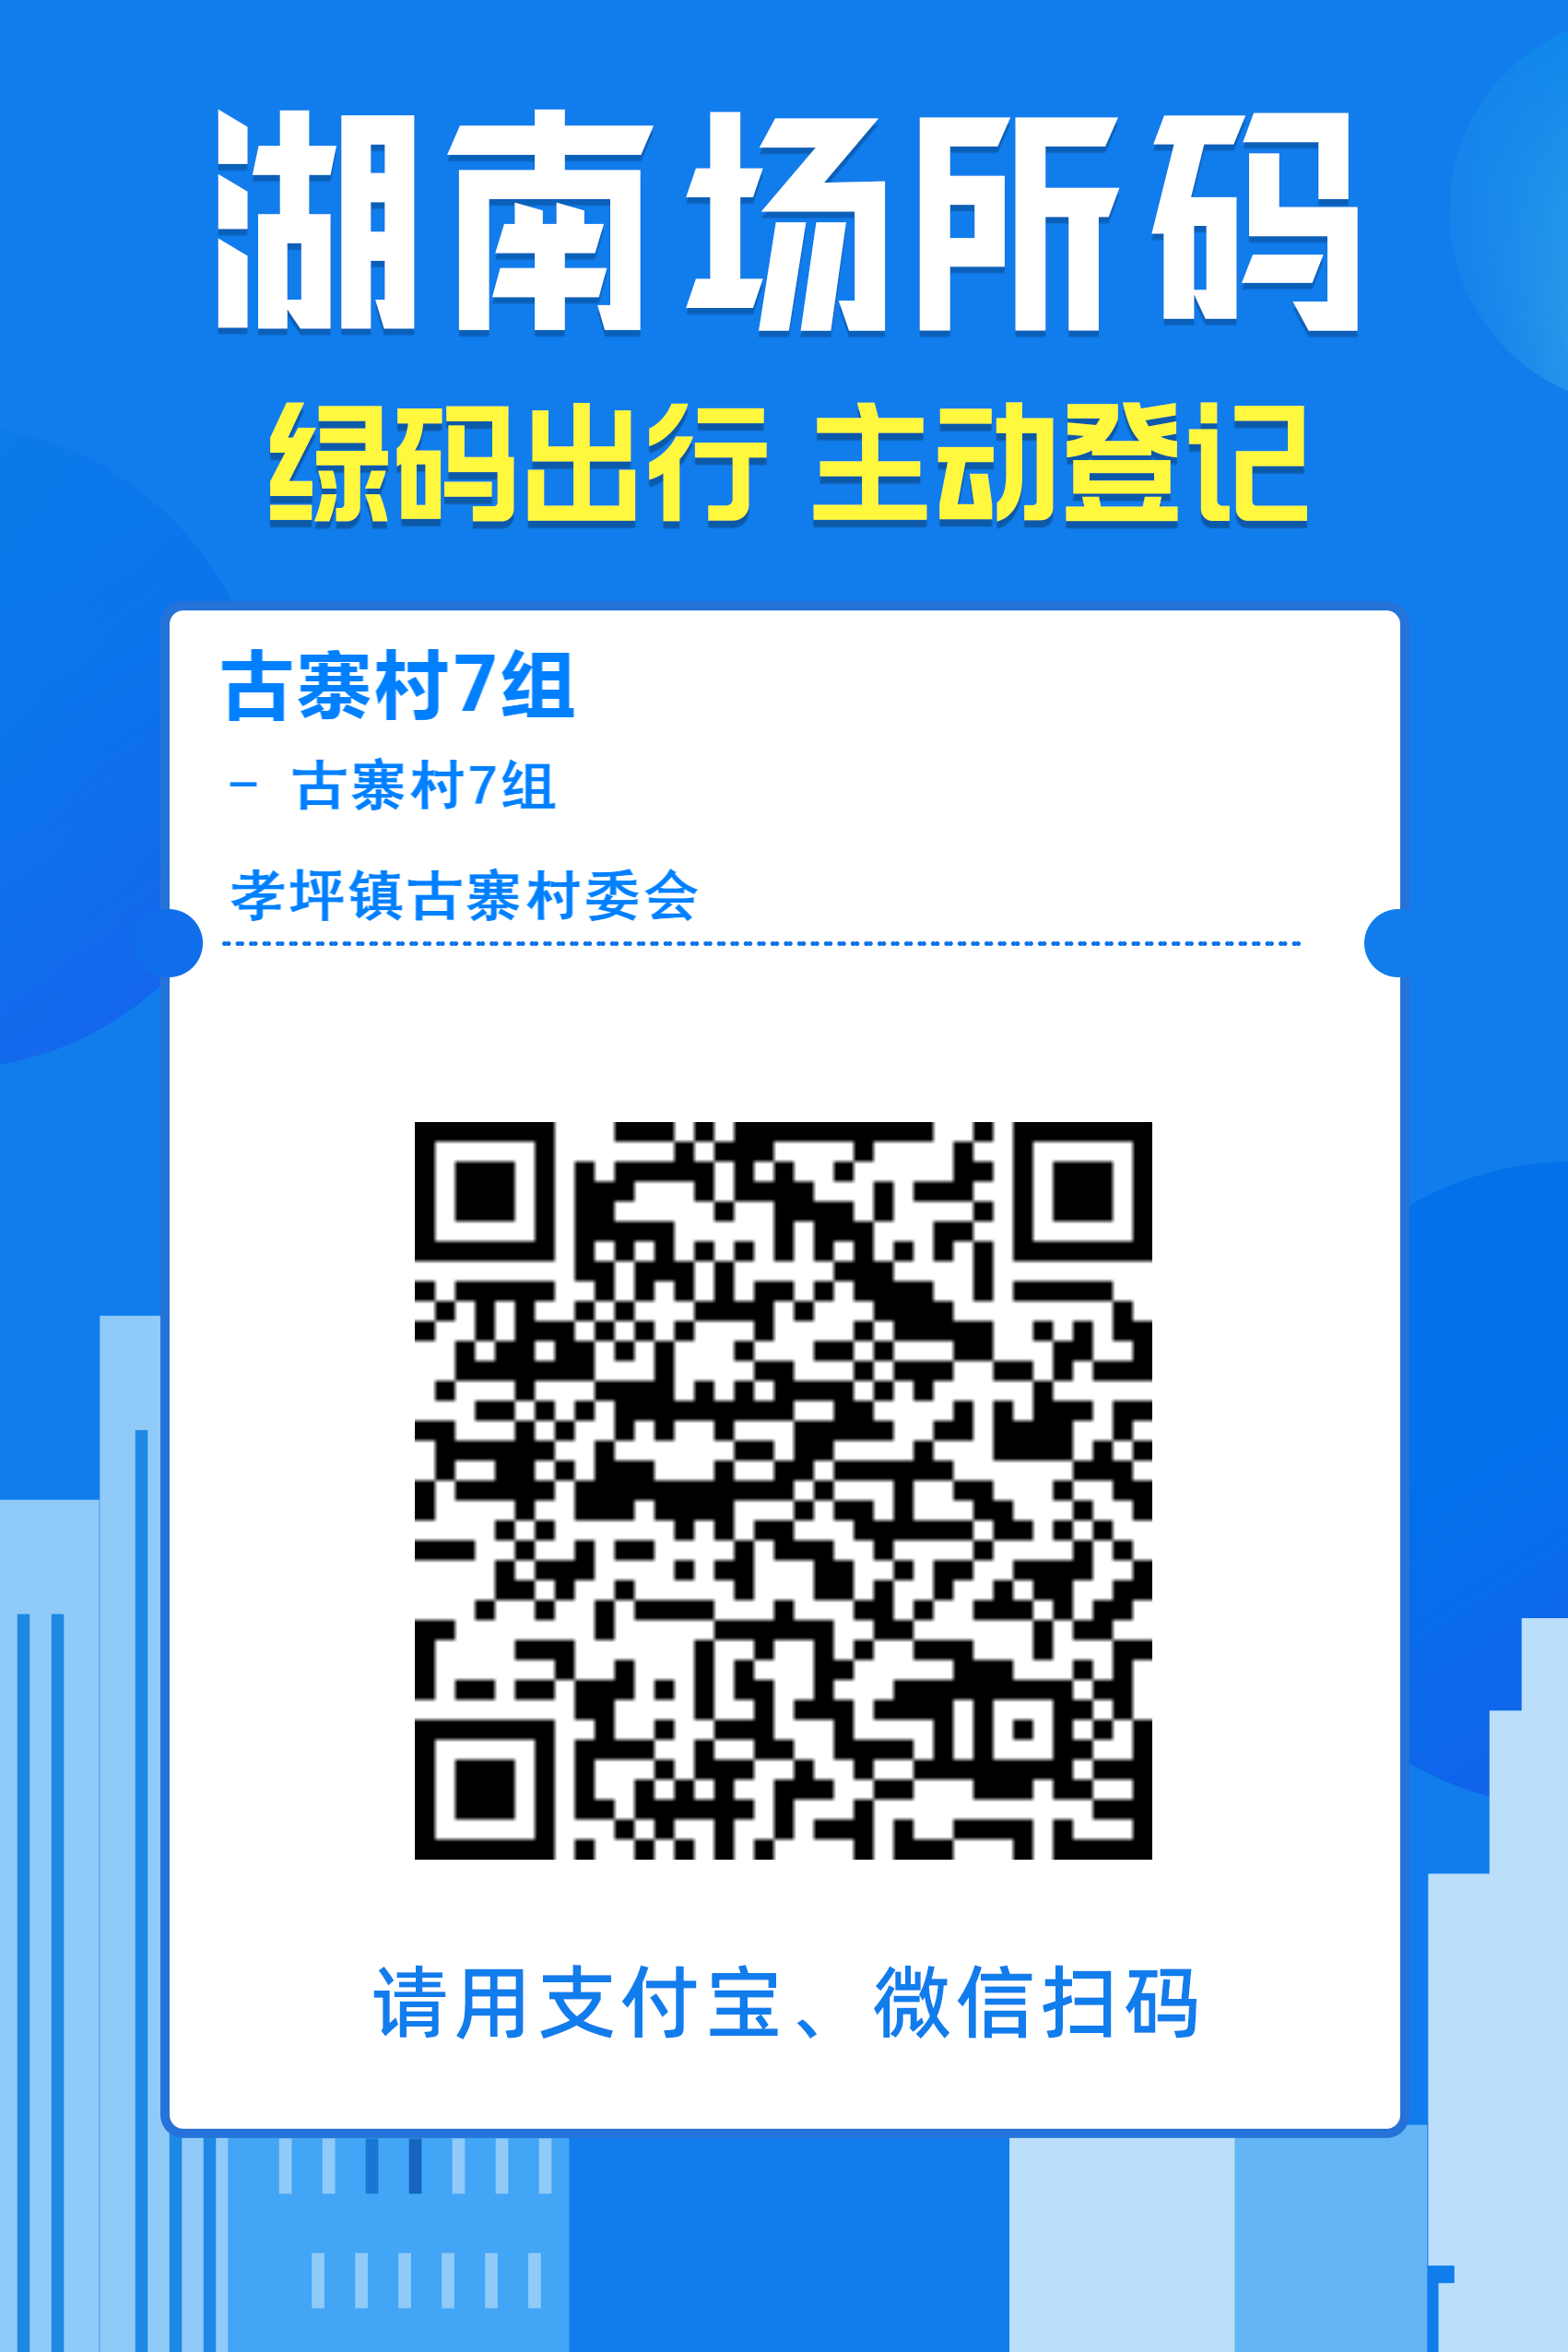 湖南场所码
绿码出行 主动登记
古寨村7组
- 古寨村7组
孝坪镇古寨村委会
请用支付宝、微信扫码